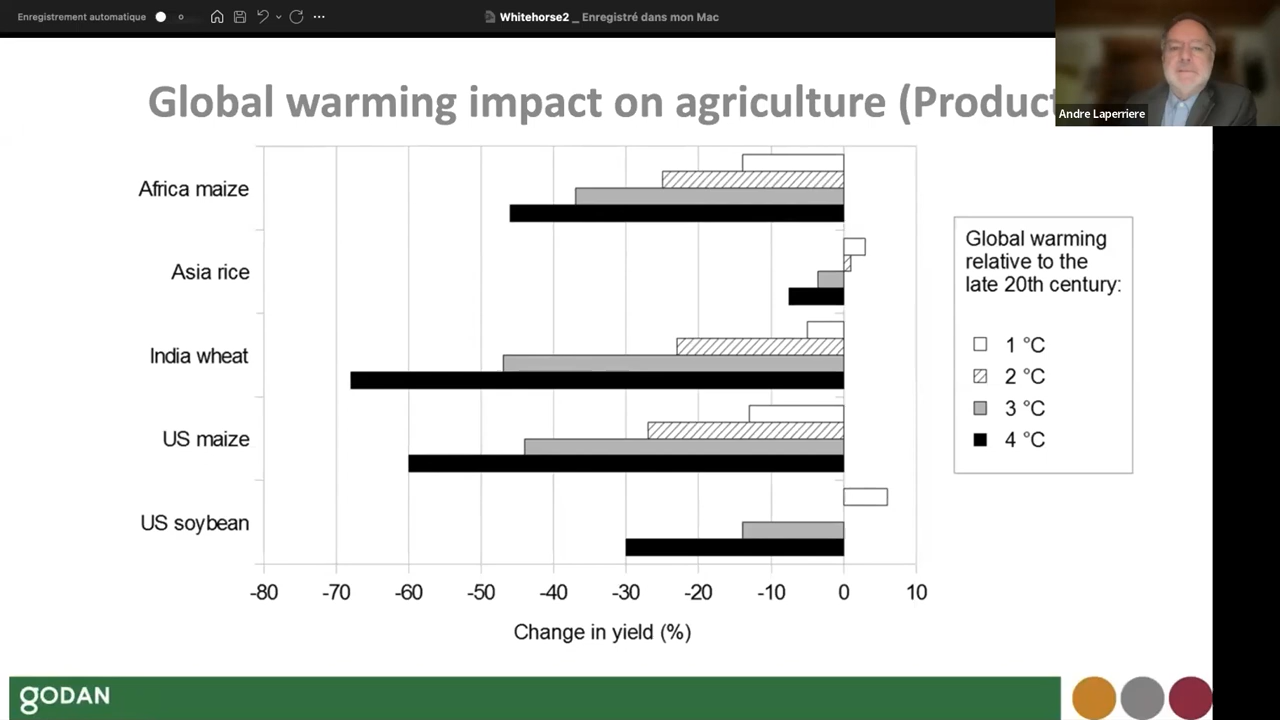 Enregistrement automatique
Whitehorse2 _ Enregistré dans mon Mac
Andre Laperriere
Global warming impact on agriculture (Product
Africa maize
Asia rice
India wheat
US maize
US soybean
-80 -70 -60 -50 -40 -30 -20 -10 0 10
Change in yield (%)
Global warming
relative to the
late 20th century:
1 °C
2 °C
3 °C
4 °C
GODAN